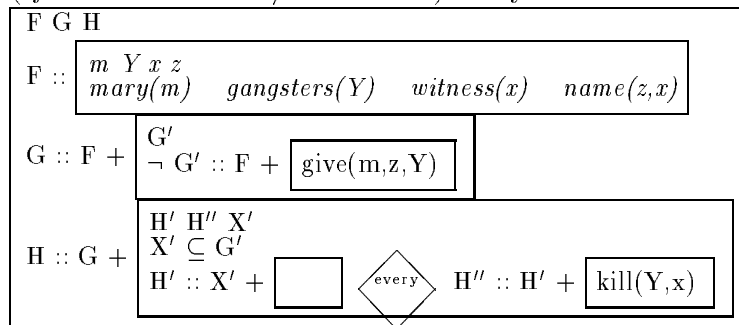 F G H
m Y x z
F :: mary(m) gangsters(Y) witness(x) name(z,x)
G′
G :: F + ¬ G′ :: F + give(m,z,Y)
H′ H′′ X′
X′ ⊆ G′
H :: G + H′ :: X′ + every H′′ :: H′ + kill(Y,x)